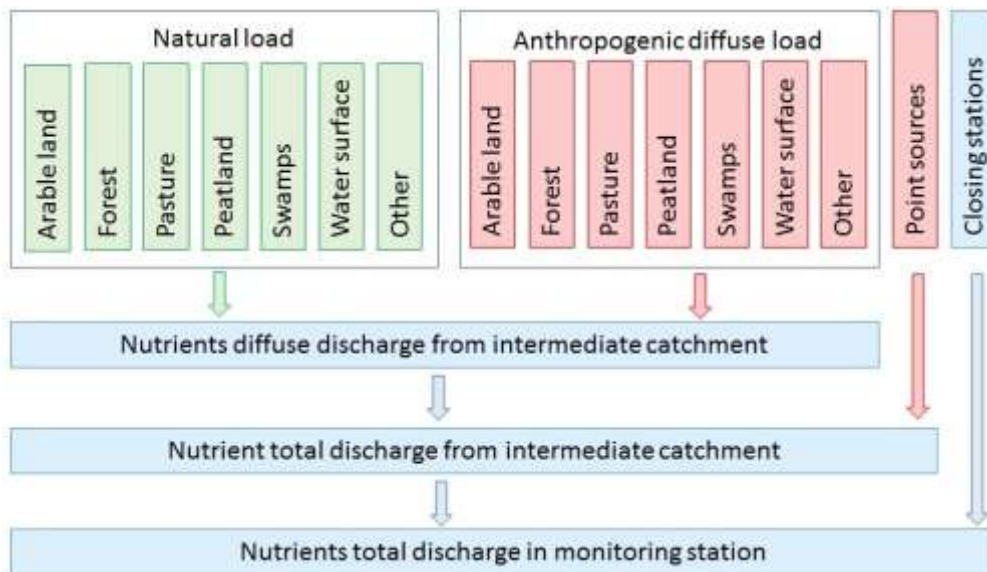 Natural load
Arable land
Forest
Pasture
Peatland
Swamps
Water surface
Other
Anthropogenic diffuse load
Arable land
Forest
Pasture
Peatland
Swamps
Water surface
Other
Point sources
Closing stations
Nutrients diffuse discharge from intermediate catchment
Nutrient total discharge from intermediate catchment
Nutrients total discharge in monitoring station